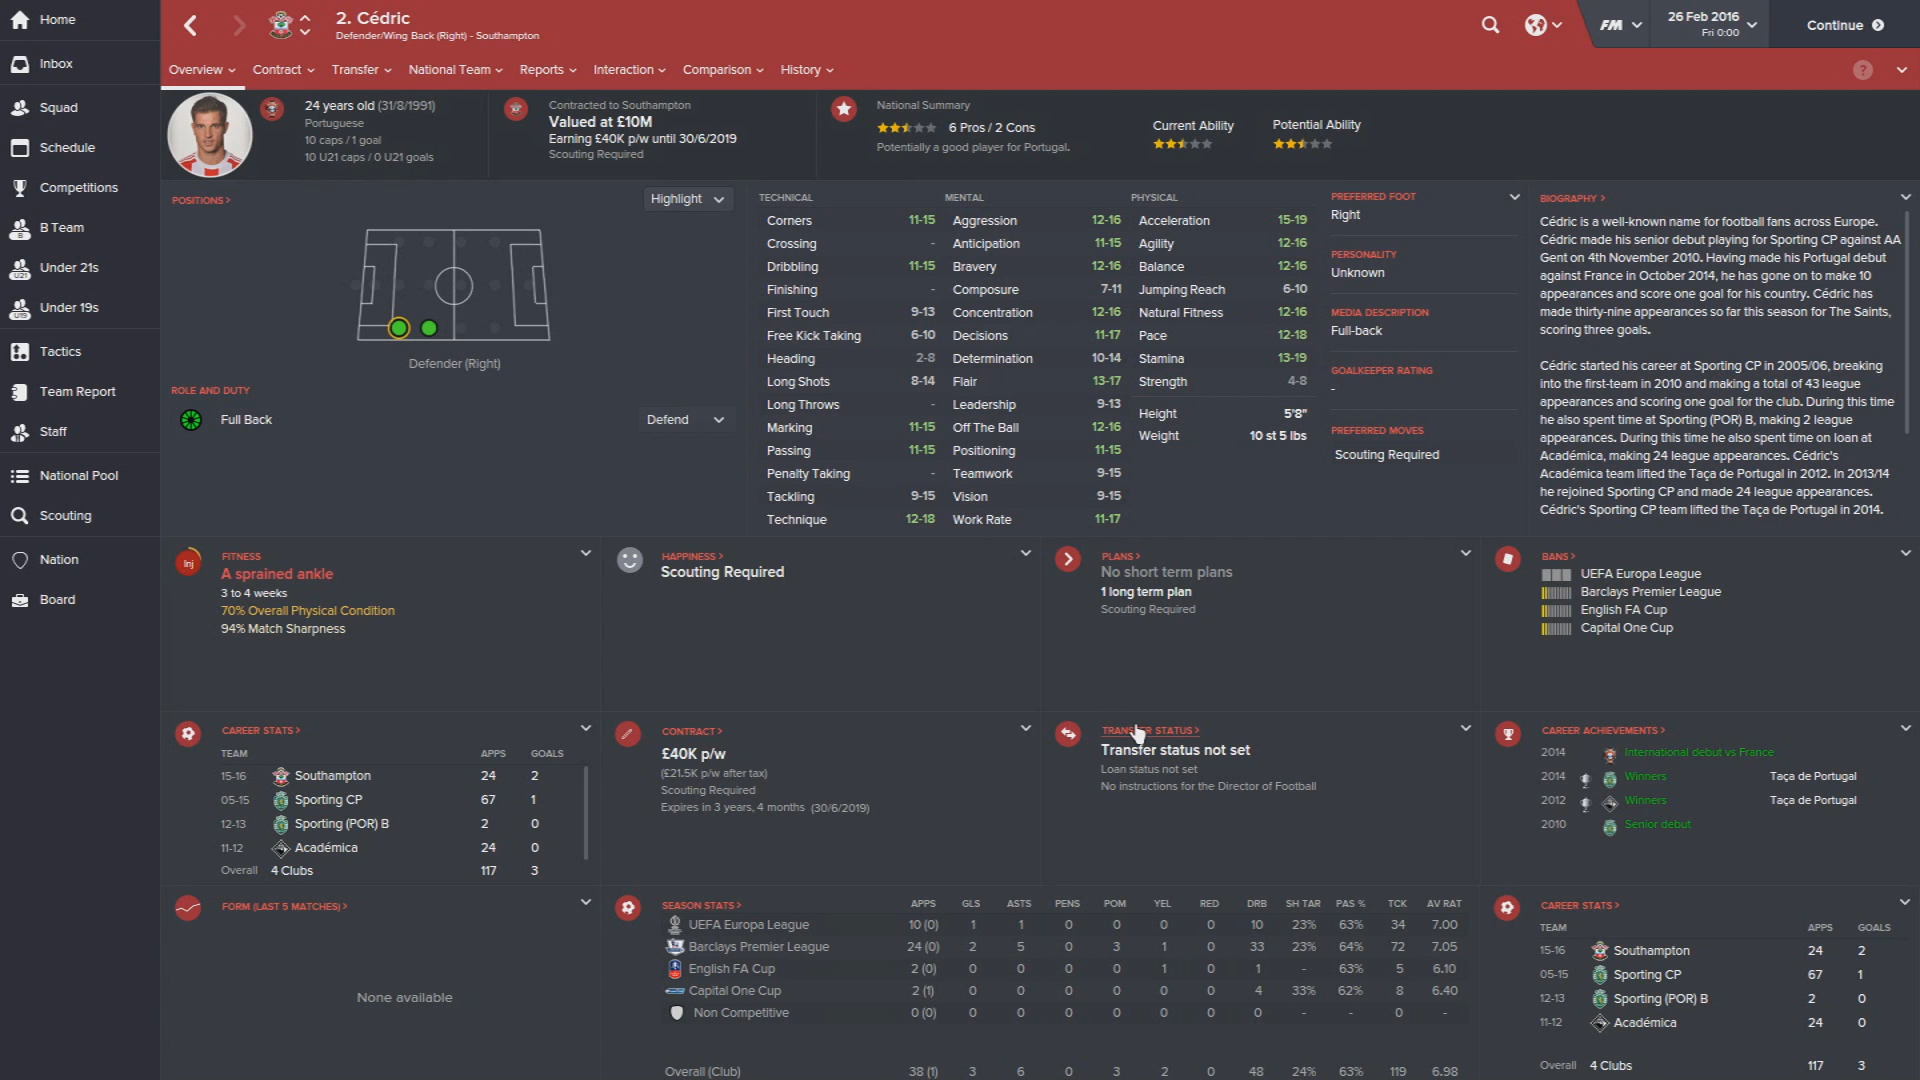 Home
Inbox
Squad
Schedule
Competitions
B Team
Under 21s
Under 19s
Tactics
Team Report
Staff
National Pool
Scouting
Nation
Board
2. Cédric
Defender/Wing Back (Right) - Southampton
FM
26 Feb 2016
Fri 0:00
Continue
Overview
Contract
Transfer
National Team
Reports
Interaction
Comparison
History
?
24 years old (31/8/1991)
Portuguese
10 caps / 1 goal
10 U21 caps / 0 U21 goals
Contracted to Southampton
Valued at £10M
Earning £40K p/w until 30/6/2019
Scouting Required
National Summary
6 Pros / 2 Cons
Potentially a good player for Portugal.
Current Ability
Potential Ability
POSITIONS >
Highlight
Defender (Right)
ROLE AND DUTY
Full Back
Defend
TECHNICAL
Corners 11-15
Crossing -
Dribbling 11-15
Finishing -
First Touch 9-13
Free Kick Taking 6-10
Heading 2-8
Long Shots 8-14
Long Throws -
Marking 11-15
Passing 11-15
Penalty Taking -
Tackling 9-15
Technique 12-18
MENTAL
Aggression 12-16
Anticipation 11-15
Bravery 12-16
Composure 7-11
Concentration 12-16
Decisions 11-17
Determination 10-14
Flair 13-17
Leadership 9-13
Off The Ball 12-16
Positioning 11-15
Teamwork 9-15
Vision 9-15
Work Rate 11-17
PHYSICAL
Acceleration 15-19
Agility 12-16
Balance 12-16
Jumping Reach 6-10
Natural Fitness 12-16
Pace 12-18
Stamina 13-19
Strength 4-8
Height 5'8"
Weight 10 st 5 lbs
PREFERRED FOOT
Right
PERSONALITY
Unknown
MEDIA DESCRIPTION
Full-back
GOALKEEPER RATING
-
PREFERRED MOVES
Scouting Required
BIOGRAPHY >
Cédric is a well-known name for football fans across Europe.
Cédric made his senior debut playing for Sporting CP against AA
Gent on 4th November 2010. Having made his Portugal debut
against France in October 2014, he has gone on to make 10
appearances and score one goal for his country. Cédric has
made thirty-nine appearances so far this season for The Saints,
scoring three goals.
Cédric started his career at Sporting CP in 2005/06, breaking
into the first-team in 2010 and making a total of 43 league
appearances and scoring one goal for the club. During this time
he also spent time at Sporting (POR) B, making 2 league
appearances. During this time he also spent time on loan at
Académica, making 24 league appearances. Cédric's
Académica team lifted the Taça de Portugal in 2012. In 2013/14
he rejoined Sporting CP and made 24 league appearances.
Cédric's Sporting CP team lifted the Taça de Portugal in 2014.
Inj
FITNESS
A sprained ankle
3 to 4 weeks
70% Overall Physical Condition
94% Match Sharpness
HAPPINESS >
Scouting Required
PLANS >
No short term plans
1 long term plan
Scouting Required
BANS >
UEFA Europa League
Barclays Premier League
English FA Cup
Capital One Cup
CAREER STATS >
TEAM APPS GOALS
15-16 Southampton 24 2
05-15 Sporting CP 67 1
12-13 Sporting (POR) B 2 0
11-12 Académica 24 0
Overall 4 Clubs 117 3
CONTRACT >
£40K p/w
(£21.5K p/w after tax)
Scouting Required
Expires in 3 years, 4 months (30/6/2019)
TRANSFER STATUS >
Transfer status not set
Loan status not set
No instructions for the Director of Football
CAREER ACHIEVEMENTS >
2014 International debut vs France
2014 Winners Taça de Portugal
2012 Winners Taça de Portugal
2010 Senior debut
FORM (LAST 5 MATCHES) >
None available
SEASON STATS > APPS GLS ASTS PENS POM YEL RED DRB SH TAR PAS % TCK AV RAT
UEFA Europa League 10 (0) 1 1 0 0 0 0 10 23% 63% 34 7.00
Barclays Premier League 24 (0) 2 5 0 3 1 0 33 23% 64% 72 7.05
English FA Cup 2 (0) 0 0 0 0 1 0 1 - 63% 5 6.10
Capital One Cup 2 (1) 0 0 0 0 0 0 4 33% 62% 8 6.40
Non Competitive 0 (0) 0 0 0 0 0 0 0 - - 0 -
Overall (Club) 38 (1) 3 6 0 3 2 0 48 24% 63% 119 6.98
CAREER STATS >
TEAM APPS GOALS
15-16 Southampton 24 2
05-15 Sporting CP 67 1
12-13 Sporting (POR) B 2 0
11-12 Académica 24 0
Overall 4 Clubs 117 3